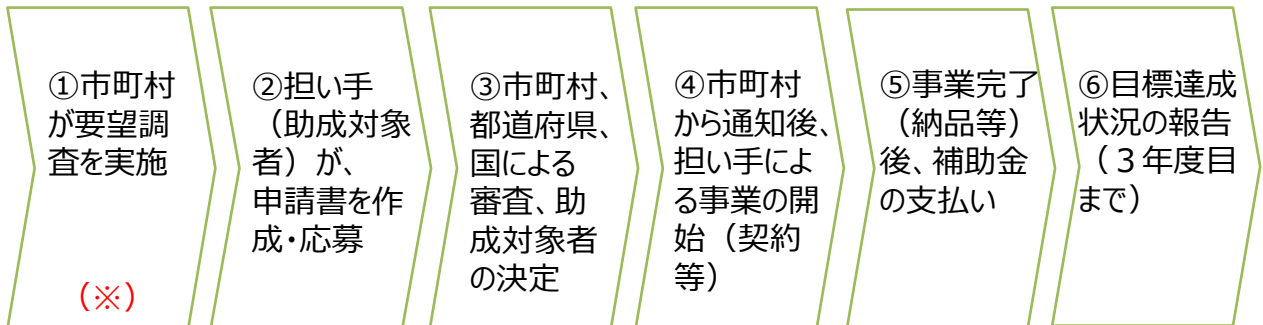 ①市町村
が要望調
査を実施
（※）
②担い手
（助成対象
者）が、
申請書を作
成・応募
③市町村、
都道府県、
国による
審査、助
成対象者
の決定
④市町村
から通知後、
担い手によ
る事業の開
始（契約
等）
⑤事業完了
（納品等）
後、補助金
の支払い
⑥目標達成
状況の報告
（３年度目
まで）